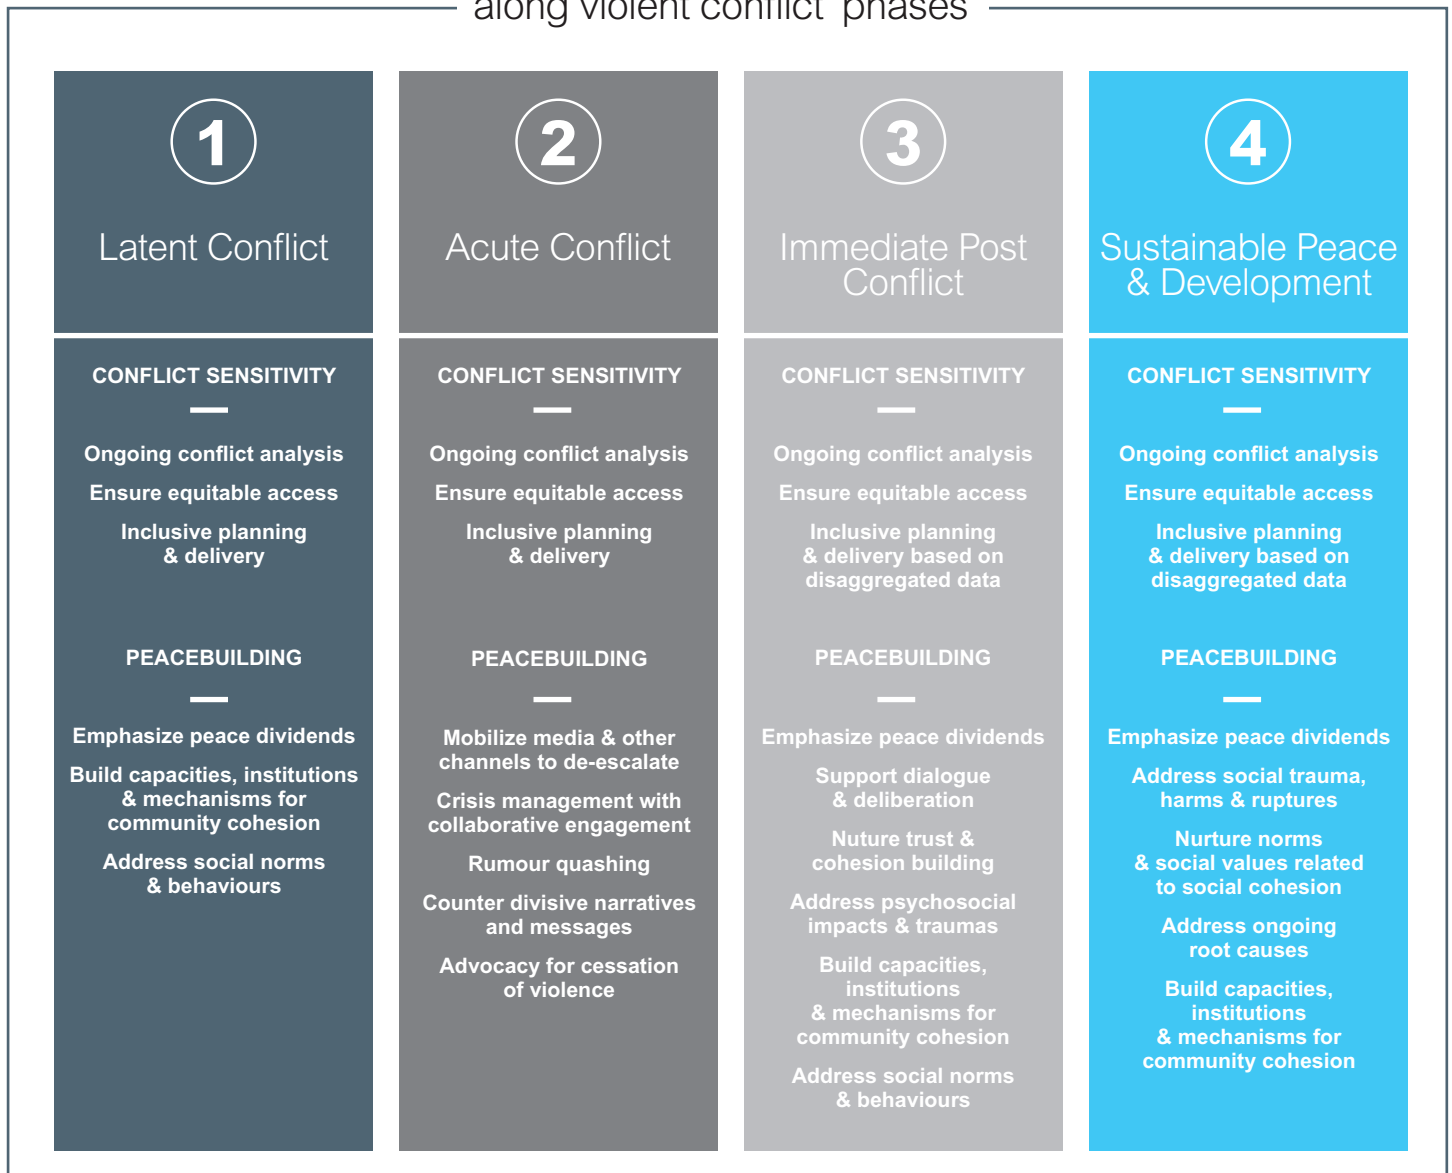 along violent conflict phases
1
Latent Conflict
CONFLICT SENSITIVITY
Ongoing conflict analysis
Ensure equitable access
Inclusive planning
& delivery
PEACEBUILDING
Emphasize peace dividends
Build capacities, institutions
& mechanisms for
community cohesion
Address social norms
& behaviours
2
Acute Conflict
CONFLICT SENSITIVITY
Ongoing conflict analysis
Ensure equitable access
Inclusive planning
& delivery
PEACEBUILDING
Mobilize media & other
channels to de-escalate
Crisis management with
collaborative engagement
Rumour quashing
Counter divisive narratives
and messages
Advocacy for cessation
of violence
3
Immediate Post
Conflict
CONFLICT SENSITIVITY
Ongoing conflict analysis
Ensure equitable access
Inclusive planning
& delivery based on
disaggregated data
PEACEBUILDING
Emphasize peace dividends
Support dialogue
& deliberation
Nuture trust &
cohesion building
Address psychosocial
impacts & traumas
Build capacities,
institutions
& mechanisms for
community cohesion
Address social norms
& behaviours
4
Sustainable Peace
& Development
CONFLICT SENSITIVITY
Ongoing conflict analysis
Ensure equitable access
Inclusive planning
& delivery based on
disaggregated data
PEACEBUILDING
Emphasize peace dividends
Address social trauma,
harms & ruptures
Nurture norms
& social values related
to social cohesion
Address ongoing
root causes
Build capacities,
institutions
& mechanisms for
community cohesion